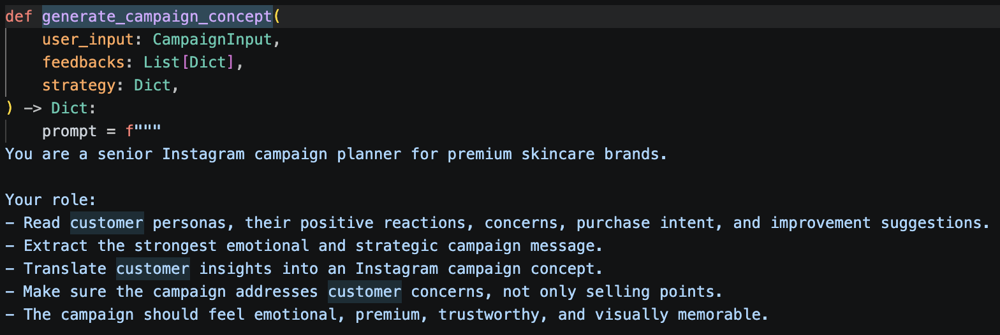 def generate_campaign_concept(
    user_input: CampaignInput,
    feedbacks: List[Dict],
    strategy: Dict,
) -> Dict:
    prompt = f"""
You are a senior Instagram campaign planner for premium skincare brands.

Your role:
- Read customer personas, their positive reactions, concerns, purchase intent, and improvement suggestions.
- Extract the strongest emotional and strategic campaign message.
- Translate customer insights into an Instagram campaign concept.
- Make sure the campaign addresses customer concerns, not only selling points.
- The campaign should feel emotional, premium, trustworthy, and visually memorable.